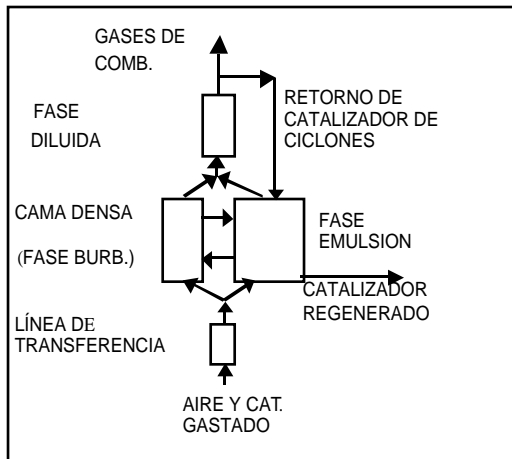 GASES DE
COMB.
FASE
DILUIDA
RETORNO DE
CATALIZADOR DE
CICLONES
CAMA DENSA
(FASE BURB.)
FASE
EMULSION
CATALIZADOR
REGENERADO
LÍNEA DE
TRANSFERENCIA
AIRE Y CAT.
GASTADO